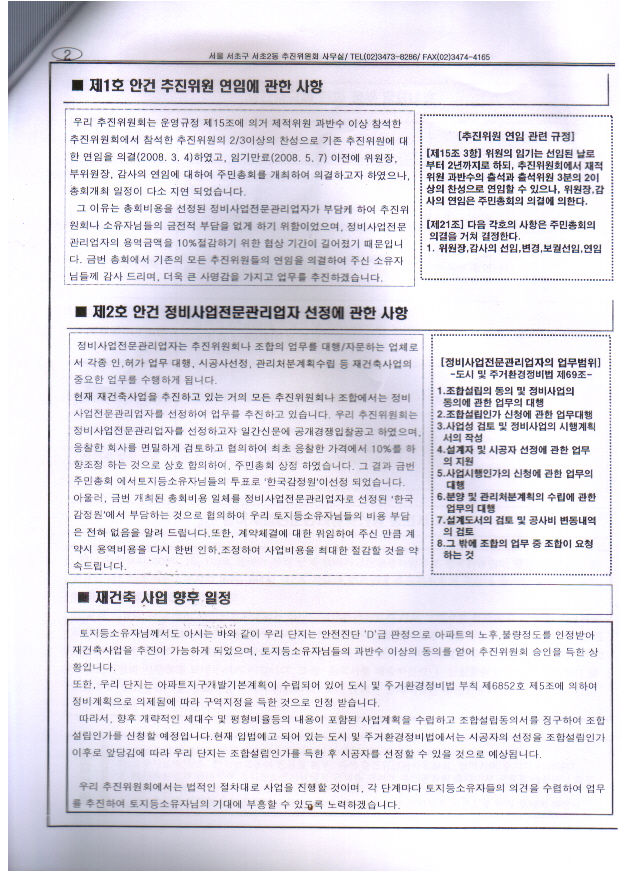 2
서울 서초구 서초2동 추진위원회 사무실/ TEL(02)3473-8286/ FAX(02)3474-4165
■ 제1호 안건 추진위원 연임에 관한 사항
우리 추진위원회는 운영규정 제15조에 의거 제적위원 과반수 이상 참석한
추진위원회에서 참석한 추진위원의 2/3이상의 찬성으로 기존 추진위원에 대
한 연임을 의결(2008. 3. 4)하였고, 임기만료(2008. 5. 7) 이전에 위원장,
부위원장, 감사의 연임에 대하여 주민총회를 개최하여 의결하고자 하였으나,
총회개최 일정이 다소 지연 되었습니다.
그 이유는 총회비용을 선정된 정비사업전문관리업자가 부담케 하여 추진위
원회나 소유자님들의 금전적 부담을 없게 하기 위함이었으며, 정비사업전문
관리업자의 용역금액을 10%절감하기 위한 협상 기간이 길어졌기 때문입니
다. 금번 총회에서 기존의 모든 추진위원들의 연임을 의결하여 주신 소유자
님들께 감사 드리며, 더욱 큰 사명감을 가지고 업무를 추진하겠습니다.
[추진위원 연임 관련 규정]
[제15조 3항] 위원의 임기는 선임된 날로
부터 2년까지로 하되, 추진위원회에서 재적
위원 과반수의 출석과 출석위원 3분의 2이
상의 찬성으로 연임할 수 있으나, 위원장,감
사의 연임은 주민총회의 의결에 의한다.
[제21조] 다음 각호의 사항은 주민총회의
의결을 거쳐 결정한다.
1. 위원장,감사의 선임,변경,보궐선임,연임
■ 제2호 안건 정비사업전문관리업자 선정에 관한 사항
정비사업전문관리업자는 추진위원회나 조합의 업무를 대행/자문하는 업체로
서 각종 인,허가 업무 대행, 시공사선정, 관리처분계획수립 등 재건축사업의
중요한 업무를 수행하게 됩니다.
현재 재건축사업을 추진하고 있는 거의 모든 추진위원회나 조합에서는 정비
사업전문관리업자를 선정하여 업무를 추진하고 있습니다. 우리 추진위원회는
정비사업전문관리업자를 선정하고자 일간신문에 공개경쟁입찰공고 하였으며,
응찰한 회사를 면밀하게 검토하고 협의하여 최초 응찰한 가격에서 10%를 하
향조정 하는 것으로 상호 합의하여, 주민총회 상정 하였습니다. 그 결과 금번
주민총회 에서토지등소유자님들의 투표로 '한국감정원'이선정 되었습니다.
아울러, 금번 개최된 총회비용 일체를 정비사업전문관리업자로 선정된 '한국
감정원'에서 부담하는 것으로 협의하여 우리 토지등소유자님들의 비용 부담
은 전혀 없음을 알려 드립니다.또한, 계약체결에 대한 위임하여 주신 만큼 계
약시 용역비용을 다시 한번 인하,조정하여 사업비용을 최대한 절감할 것을 약
속드립니다.
[정비사업전문관리업자의 업무범위]
-도시 및 주거환경정비법 제69조-
1.조합설립의 동의 및 정비사업의
동의에 관한 업무의 대행
2.조합설립인가 신청에 관한 업무대행
3.사업성 검토 및 정비사업의 시행계획
서의 작성
4.설계자 및 시공자 선정에 관한 업무
의 지원
5.사업시행인가의 신청에 관한 업무의
대행
6.분양 및 관리처분계획의 수립에 관한
업무의 대행
7.설계도서의 검토 및 공사비 변동내역
의 검토
8.그 밖에 조합의 업무 중 조합이 요청
하는 것
■ 재건축 사업 향후 일정
토지등소유자님께서도 아시는 바와 같이 우리 단지는 안전진단 'D'급 판정으로 아파트의 노후,불량정도를 인정받아
재건축사업을 추진이 가능하게 되었으며, 토지등소유자님들의 과반수 이상의 동의를 얻어 추진위원회 승인을 득한 상
황입니다.
또한, 우리 단지는 아파트지구개발기본계획이 수립되어 있어 도시 및 주거환경정비법 부칙 제6852호 제5조에 의하여
정비계획으로 의제됨에 따라 구역지정을 득한 것으로 인정 받습니다.
따라서, 향후 개략적인 세대수 및 평형비율등의 내용이 포함된 사업계획을 수립하고 조합설립동의서를 징구하여 조합
설립인가를 신청할 예정입니다.현재 입법예고 되어 있는 도시 및 주거환경정비법에서는 시공자의 선정을 조합설립인가
이후로 앞당김에 따라 우리 단지는 조합설립인가를 득한 후 시공자를 선정할 수 있을 것으로 예상됩니다.
우리 추진위원회에서는 법적인 절차대로 사업을 진행할 것이며, 각 단계마다 토지등소유자들의 의견을 수렴하여 업무
를 추진하여 토지등소유자님의 기대에 부흥할 수 있도록 노력하겠습니다.